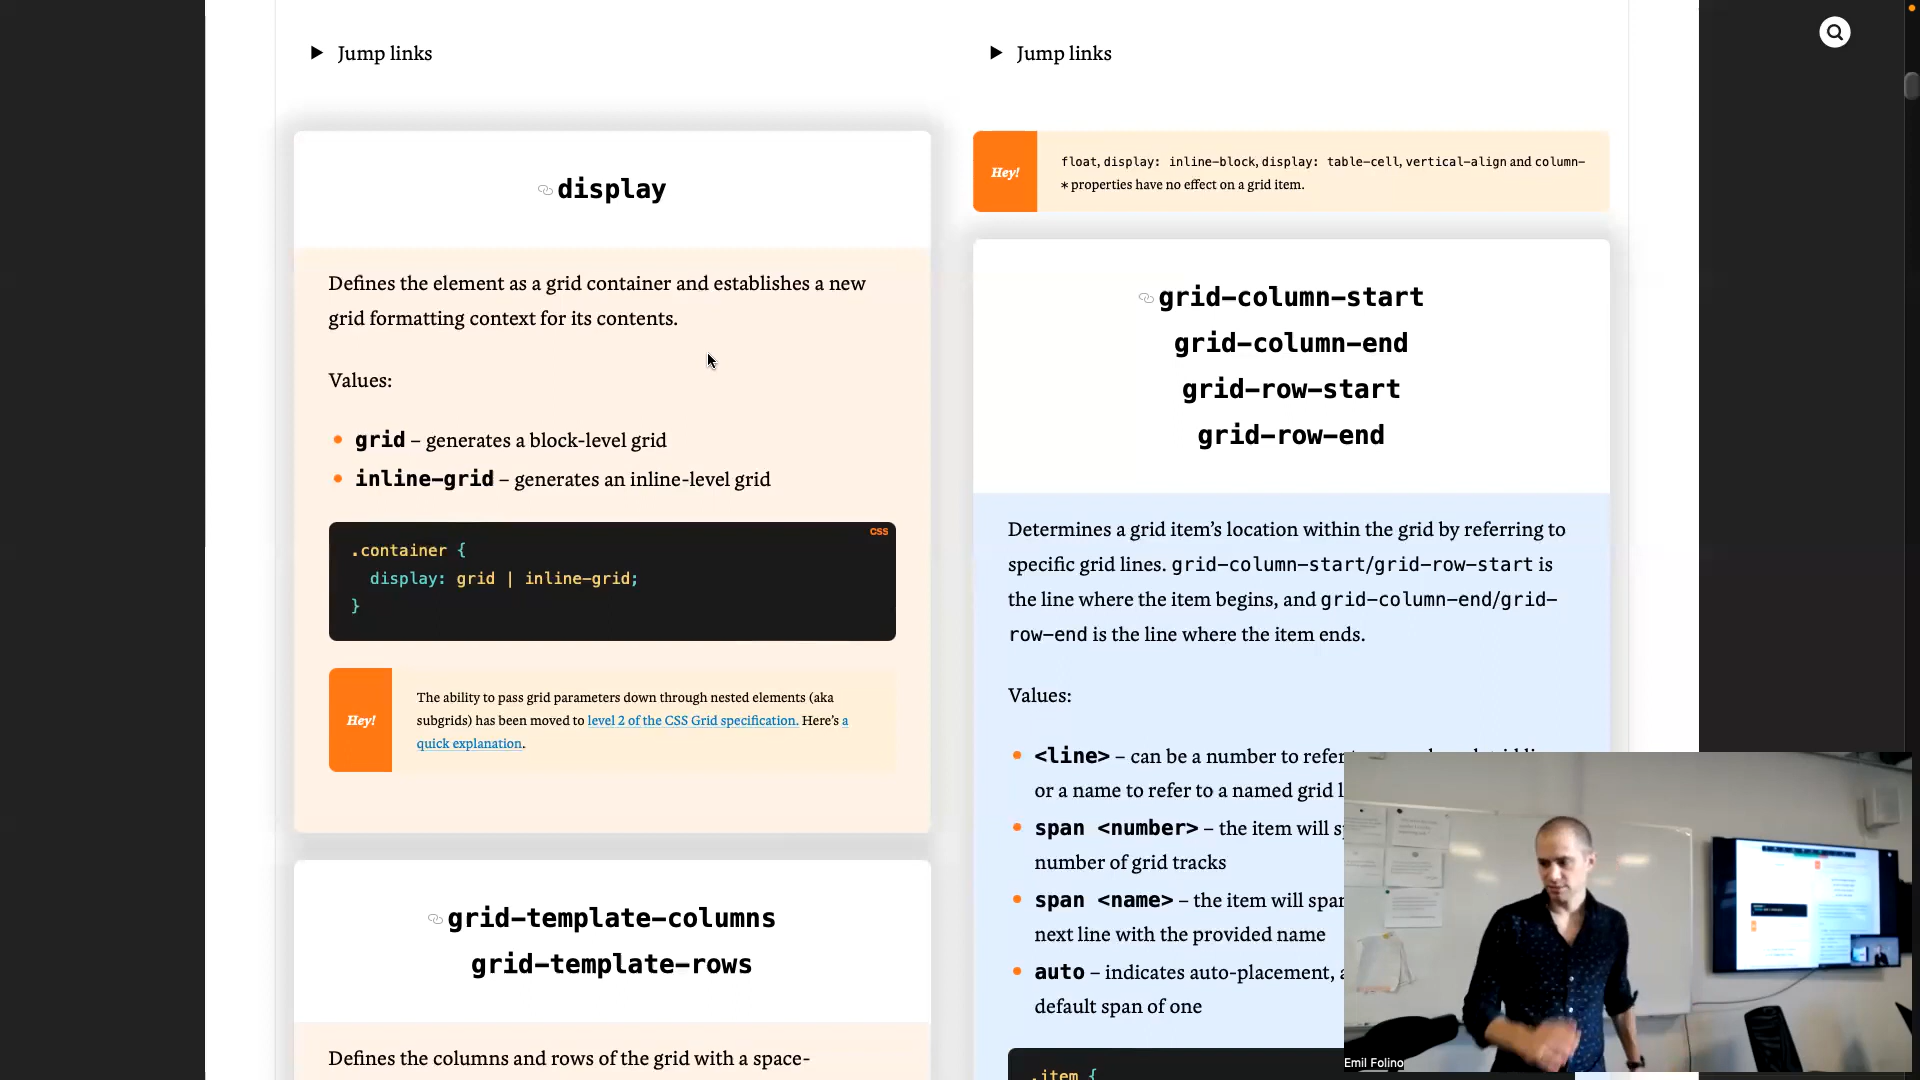 Jump links
display
Defines the element as a grid container and establishes a new
grid formatting context for its contents.
Values:
grid – generates a block-level grid
inline-grid – generates an inline-level grid
css
.container {
display: grid | inline-grid;
}
Hey!
The ability to pass grid parameters down through nested elements (aka
subgrids) has been moved to level 2 of the CSS Grid specification. Here's a
quick explanation.
grid-template-columns
grid-template-rows
Defines the columns and rows of the grid with a space-
Jump links
Hey!
float, display: inline-block, display: table-cell, vertical-align and column-
* properties have no effect on a grid item.
grid-column-start
grid-column-end
grid-row-start
grid-row-end
Determines a grid item's location within the grid by referring to
specific grid lines. grid-column-start/grid-row-start is
the line where the item begins, and grid-column-end/grid-
row-end is the line where the item ends.
Values:
<line> – can be a number to refer
or a name to refer to a named grid
span <number> – the item will
number of grid tracks
span <name> – the item will
next line with the provided name
auto – indicates auto-placement,
default span of one
.item {
Emil Folino